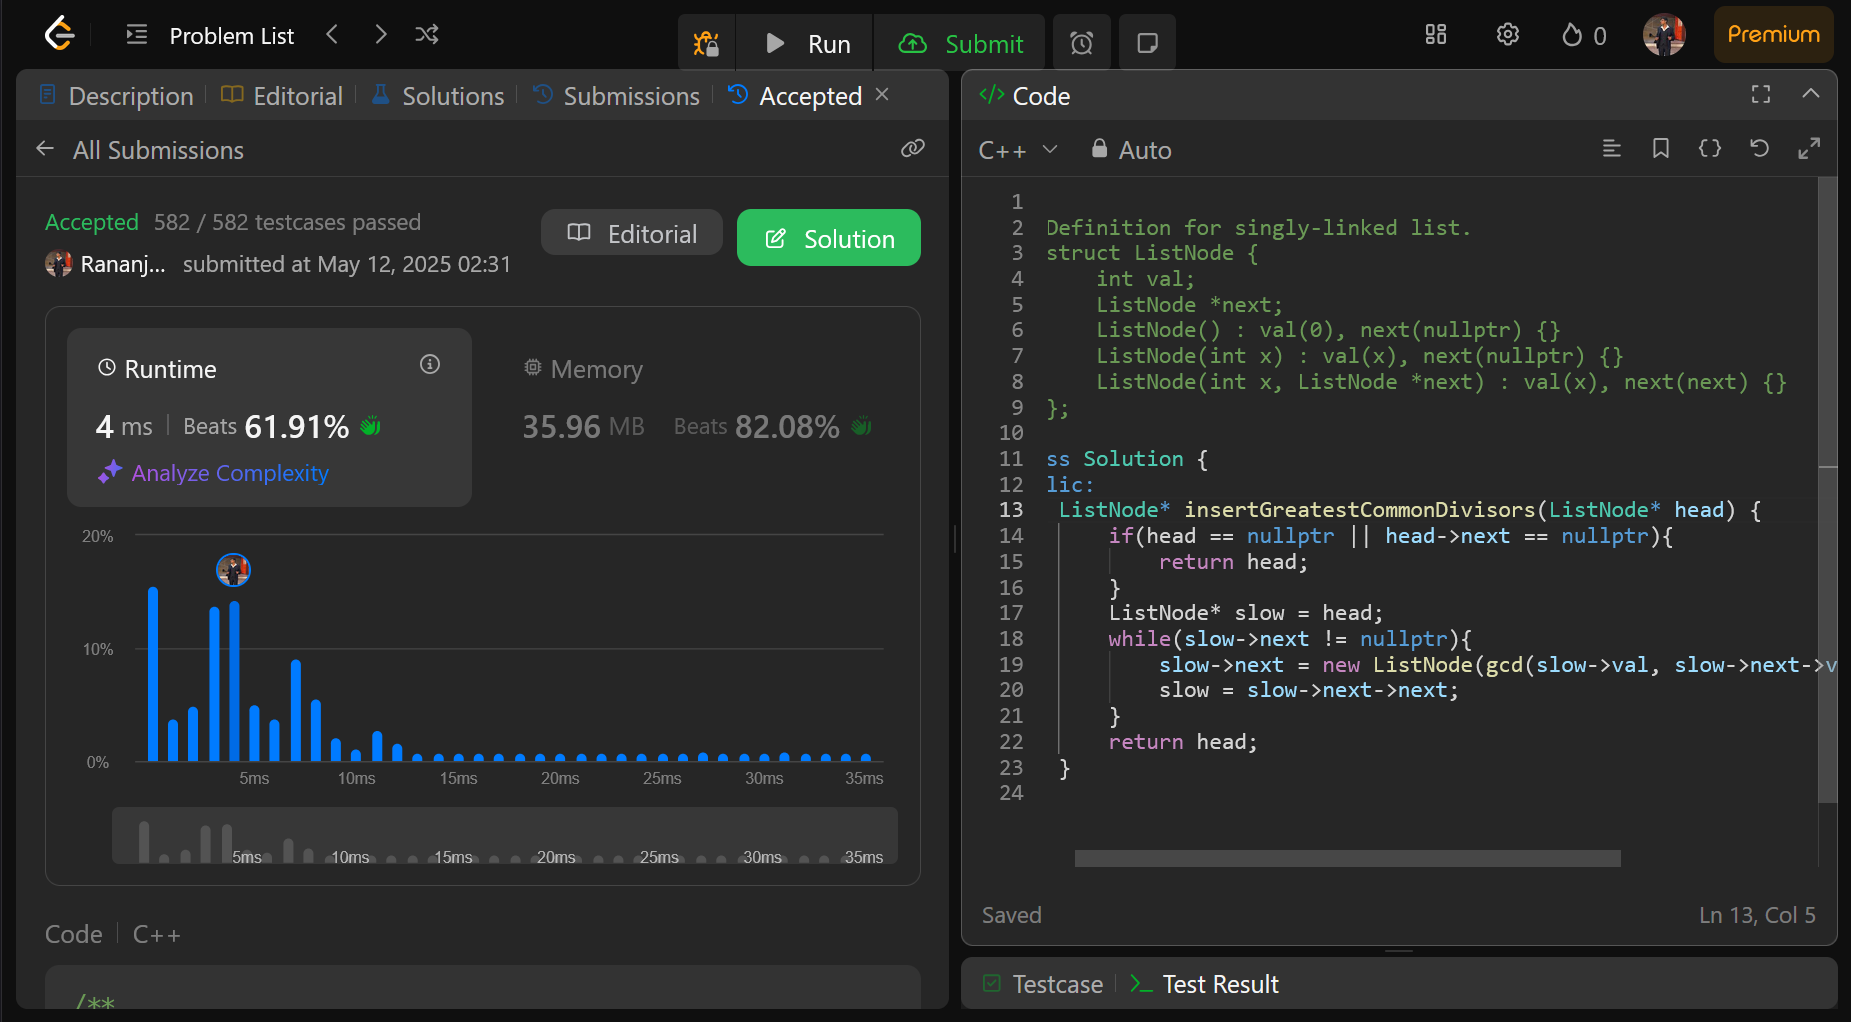 Problem List
Run
Submit
0
Premium
Description
Editorial
Solutions
Submissions
Accepted
All Submissions
Accepted 582 / 582 testcases passed
Rananj... submitted at May 12, 2025 02:31
Editorial
Solution
Runtime
4 ms Beats 61.91%
Analyze Complexity
Memory
35.96 MB Beats 82.08%
20%
10%
0%
5ms 10ms 15ms 20ms 25ms 30ms 35ms
5ms 10ms 15ms 20ms 25ms 30ms 35ms
Code C++
/**
</> Code
C++ Auto
1
2 Definition for singly-linked list.
3 struct ListNode {
4     int val;
5     ListNode *next;
6     ListNode() : val(0), next(nullptr) {}
7     ListNode(int x) : val(x), next(nullptr) {}
8     ListNode(int x, ListNode *next) : val(x), next(next) {}
9 };
10
11 ss Solution {
12 lic:
13  ListNode* insertGreatestCommonDivisors(ListNode* head) {
14      if(head == nullptr || head->next == nullptr){
15          return head;
16      }
17      ListNode* slow = head;
18      while(slow->next != nullptr){
19          slow->next = new ListNode(gcd(slow->val, slow->next->v
20          slow = slow->next->next;
21      }
22      return head;
23  }
24
Saved
Ln 13, Col 5
Testcase
Test Result